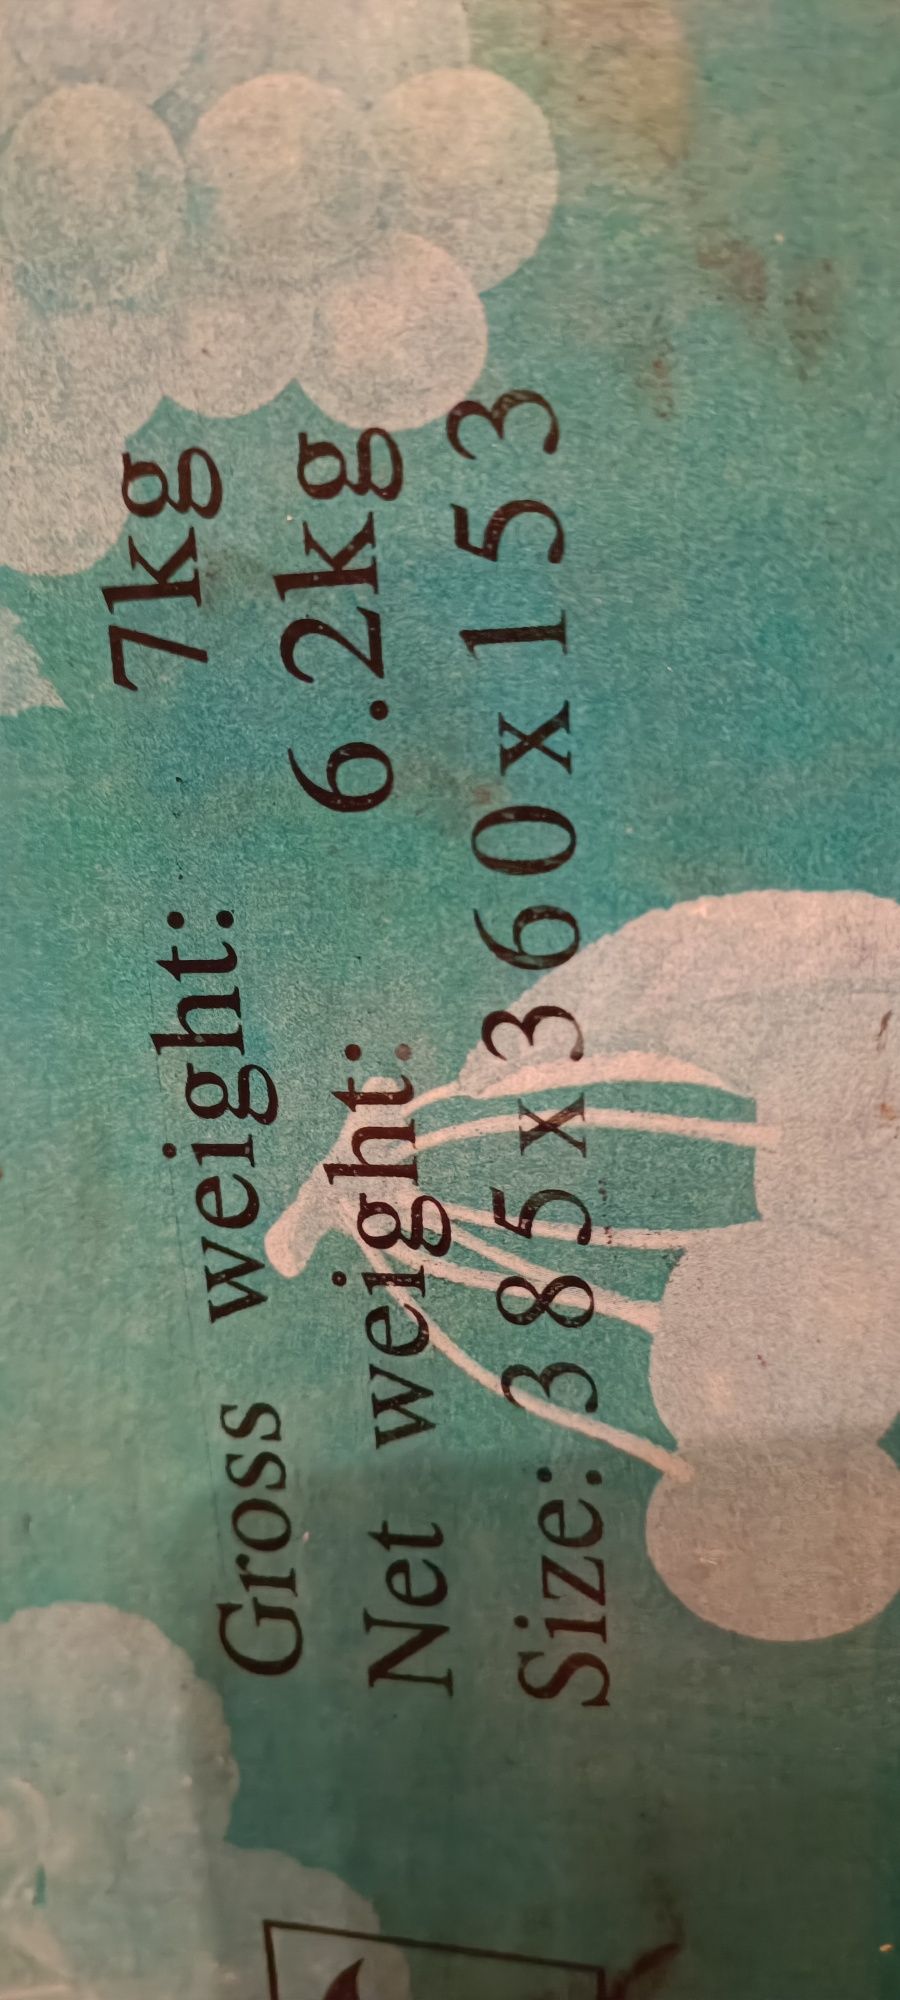 Gross weight: 7kg
Net weight: 6.2kg
Size: 385x360x153